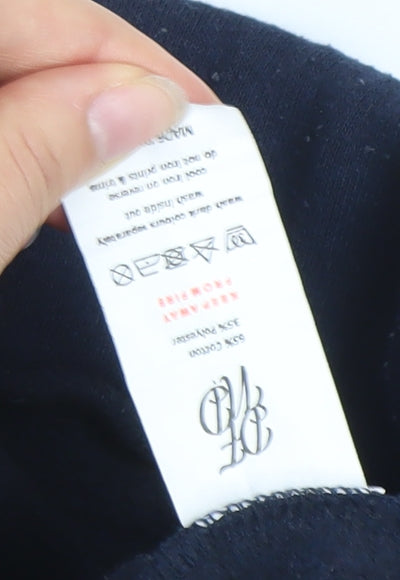 65% Cotton
35% Polyester
KEEP AWAY
FROM FIRE
wash dark colours separately
wash inside out
cool iron on reverse
do not iron prints & trims
MADE